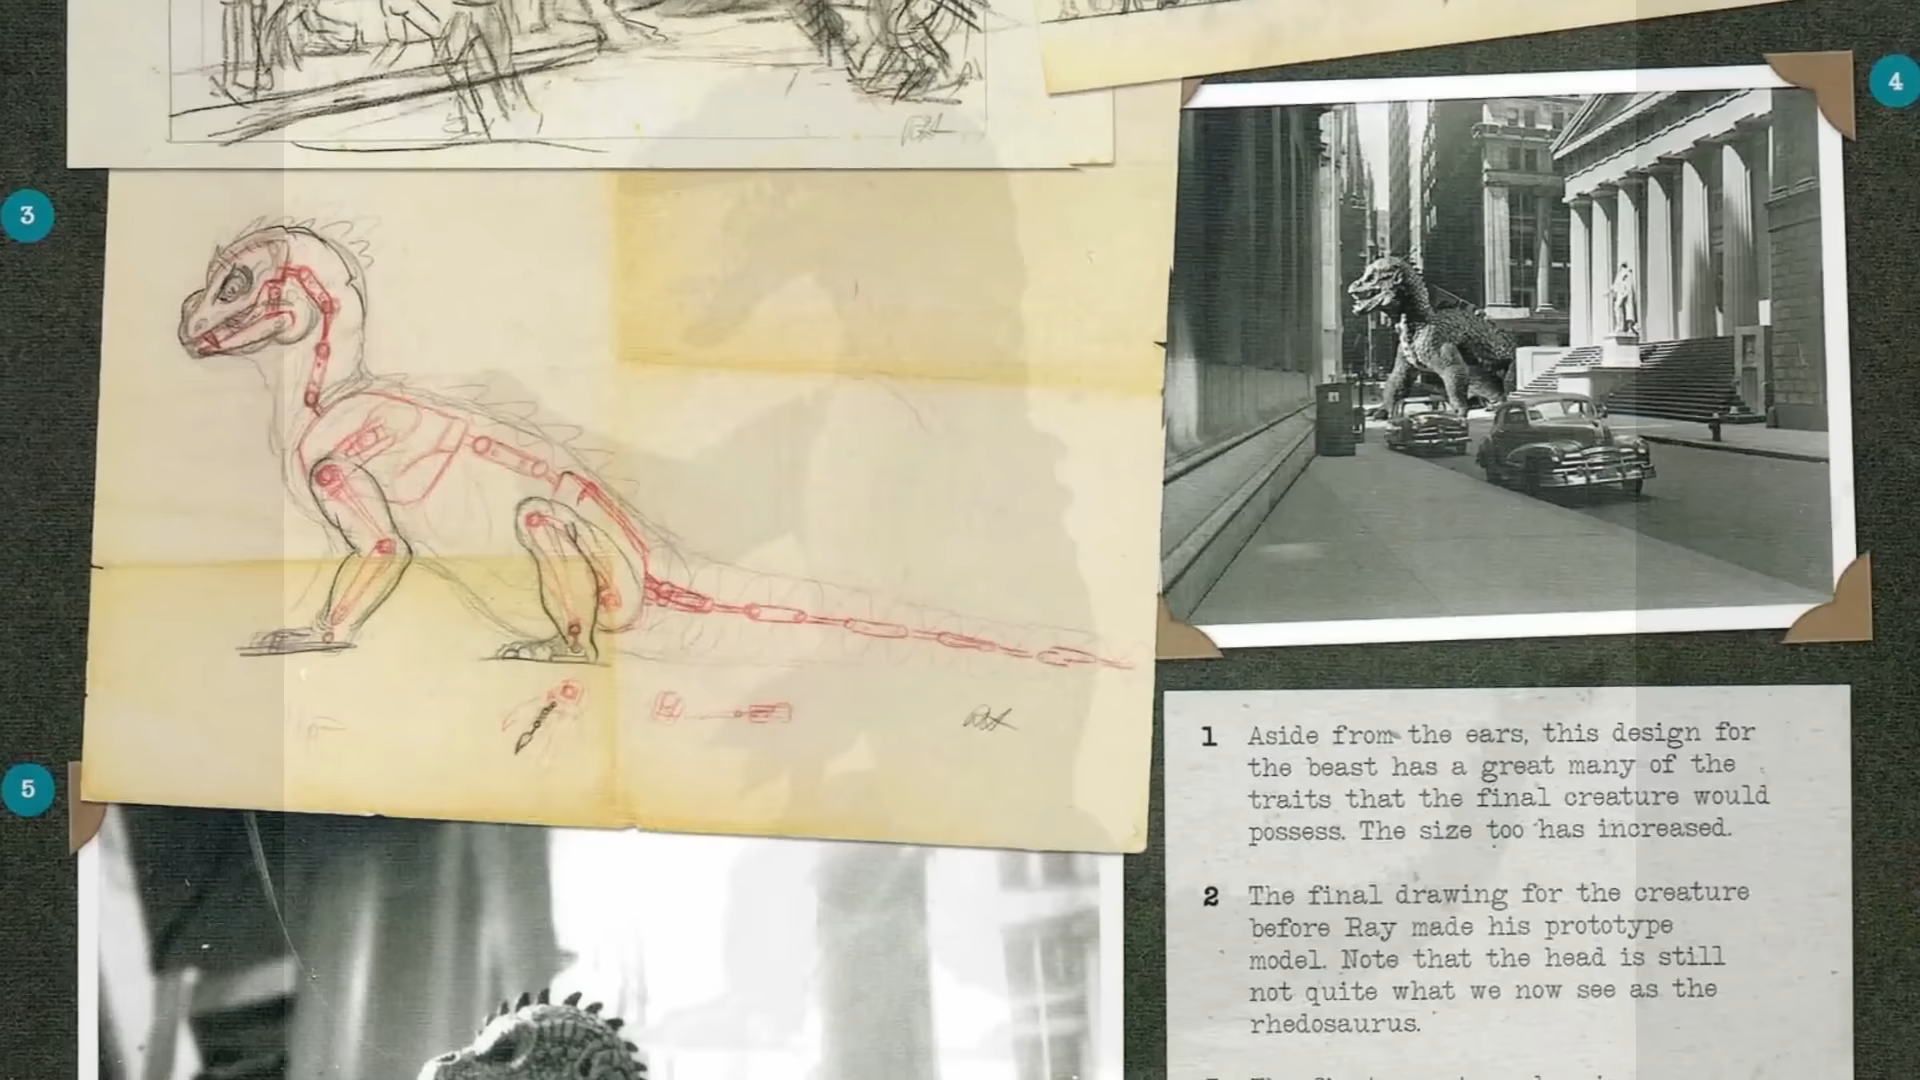 4
3
5
1 Aside from the ears, this design for
the beast has a great many of the
traits that the final creature would
possess. The size too has increased.
2 The final drawing for the creature
before Ray made his prototype
model. Note that the head is still
not quite what we now see as the
rhedosaurus.